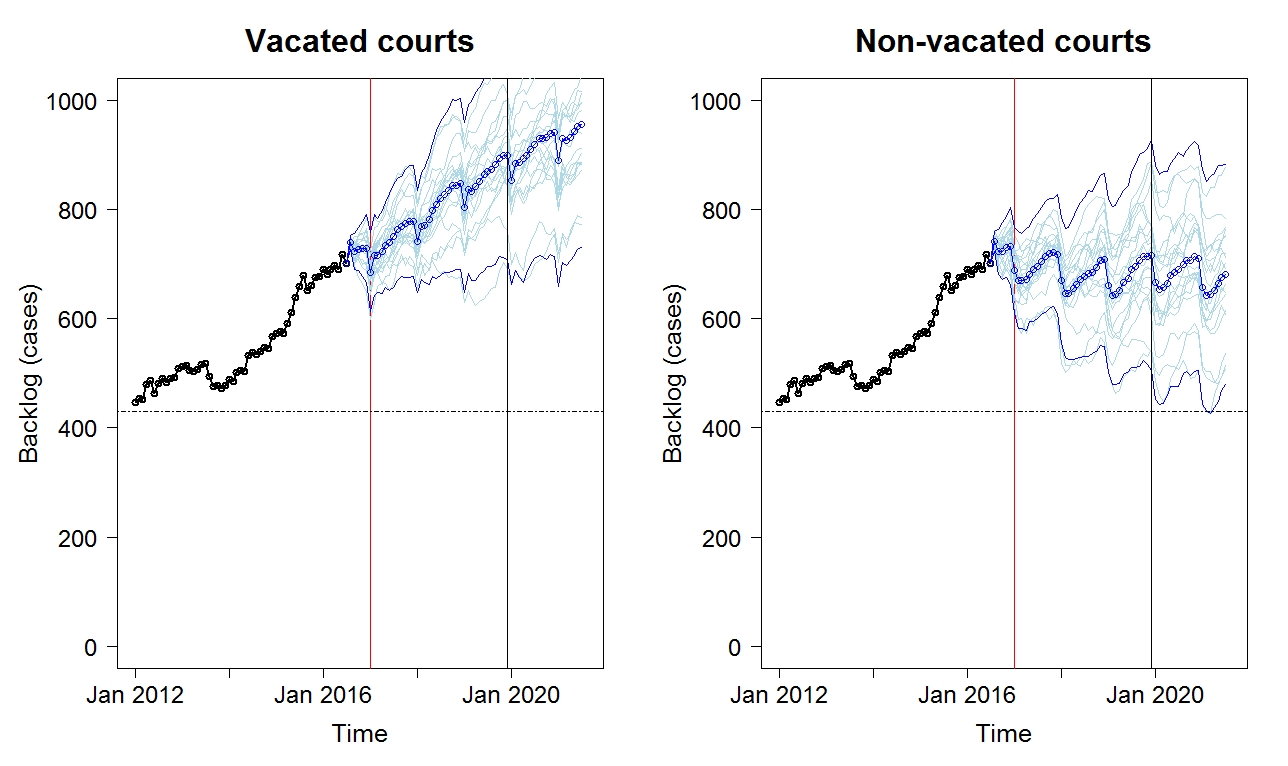 Vacated courts
1000
800
600
400
200
0
Backlog (cases)
Jan 2012
Jan 2016
Jan 2020
Time
Non-vacated courts
1000
800
600
400
200
0
Backlog (cases)
Jan 2012
Jan 2016
Jan 2020
Time